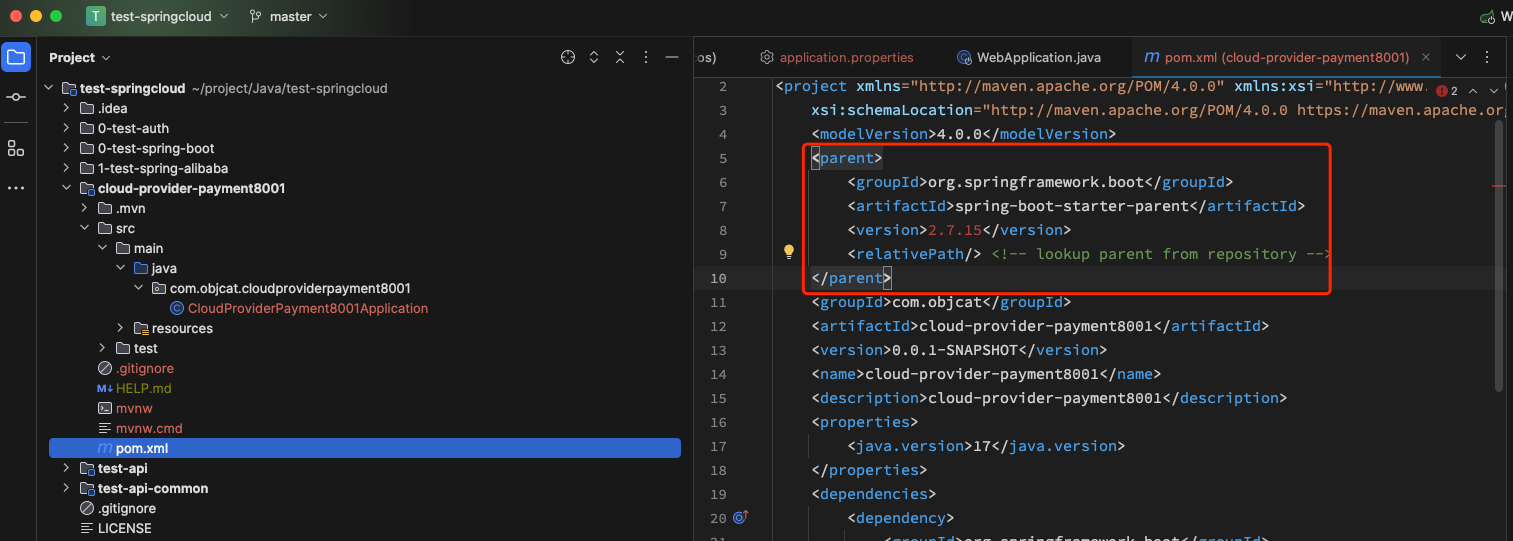 T test-springcloud master W
Project
test-springcloud ~/project/Java/test-springcloud
.idea
0-test-auth
0-test-spring-boot
1-test-spring-alibaba
cloud-provider-payment8001
.mvn
src
main
java
com.objcat.cloudproviderpayment8001
CloudProviderPayment8001Application
resources
test
.gitignore
HELP.md
mvnw
mvnw.cmd
pom.xml
test-api
test-api-common
.gitignore
LICENSE
os) application.properties WebApplication.java pom.xml (cloud-provider-payment8001)
2 <project xmlns="http://maven.apache.org/POM/4.0.0" xmlns:xsi="http://www. 2
3 xsi:schemaLocation="http://maven.apache.org/POM/4.0.0 https://maven.apache.org
4 <modelVersion>4.0.0</modelVersion>
5 <parent>
6 <groupId>org.springframework.boot</groupId>
7 <artifactId>spring-boot-starter-parent</artifactId>
8 <version>2.7.15</version>
9 <relativePath/> <!-- lookup parent from repository -->
10 </parent>
11 <groupId>com.objcat</groupId>
12 <artifactId>cloud-provider-payment8001</artifactId>
13 <version>0.0.1-SNAPSHOT</version>
14 <name>cloud-provider-payment8001</name>
15 <description>cloud-provider-payment8001</description>
16 <properties>
17 <java.version>17</java.version>
18 </properties>
19 <dependencies>
20 <dependency>
21 <groupId>org.springframework.boot</groupId>